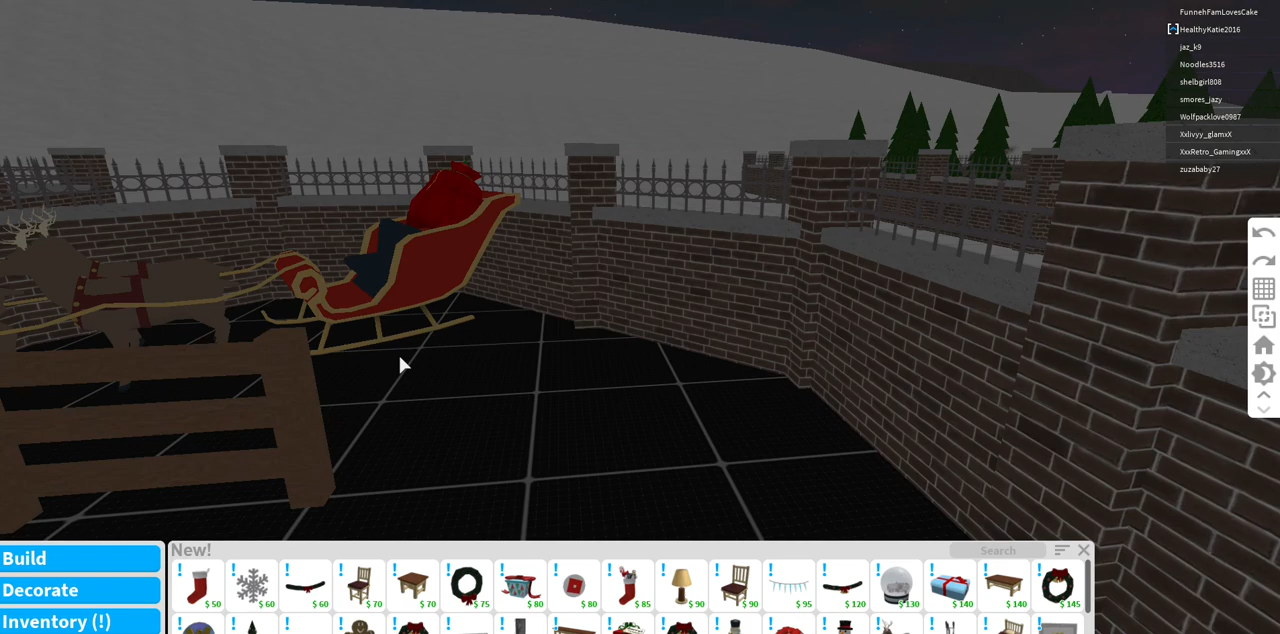 FunnehFamLovesCake
HealthyKatie2016
jaz_k9
Noodles3516
shelbgirl808
smores_jazy
Wolfpacklove0987
Xxlivyy_glamxX
XxxRetro_GamingxxX
zuzababy27
Build
Decorate
Inventory (!)
New!
Search
! ! ! ! ! ! ! ! ! ! ! ! ! ! ! ! !
$ 50 $ 60 $ 60 $ 70 $ 70 $ 75 $ 80 $ 80 $ 85 $ 90 $ 90 $ 95 $ 120 $ 130 $ 140 $ 140 $ 145
! ! ! ! ! ! ! ! ! ! ! ! ! ! ! ! !